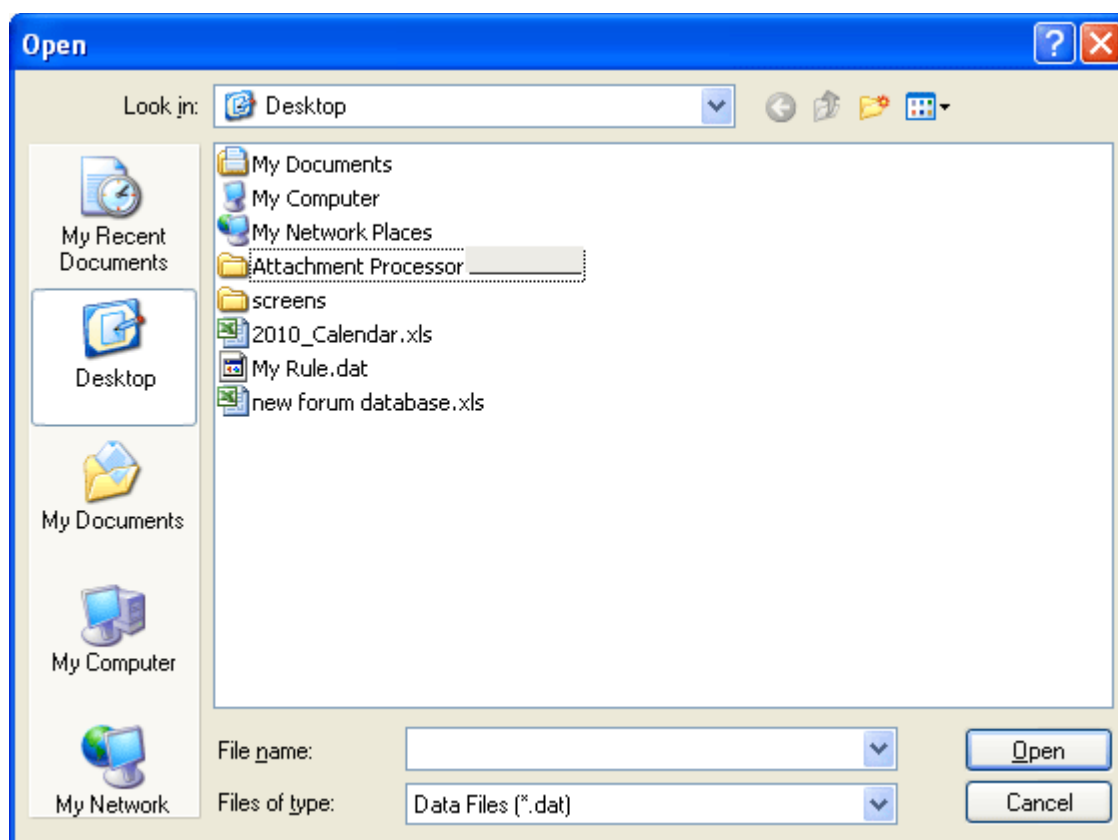 Open
Look in: Desktop
My Documents
My Computer
My Network Places
Attachment Processor
screens
2010_Calendar.xls
My Rule.dat
new forum database.xls
My Recent
Documents
Desktop
My Documents
My Computer
My Network
File name:
Open
Files of type: Data Files (*.dat)
Cancel